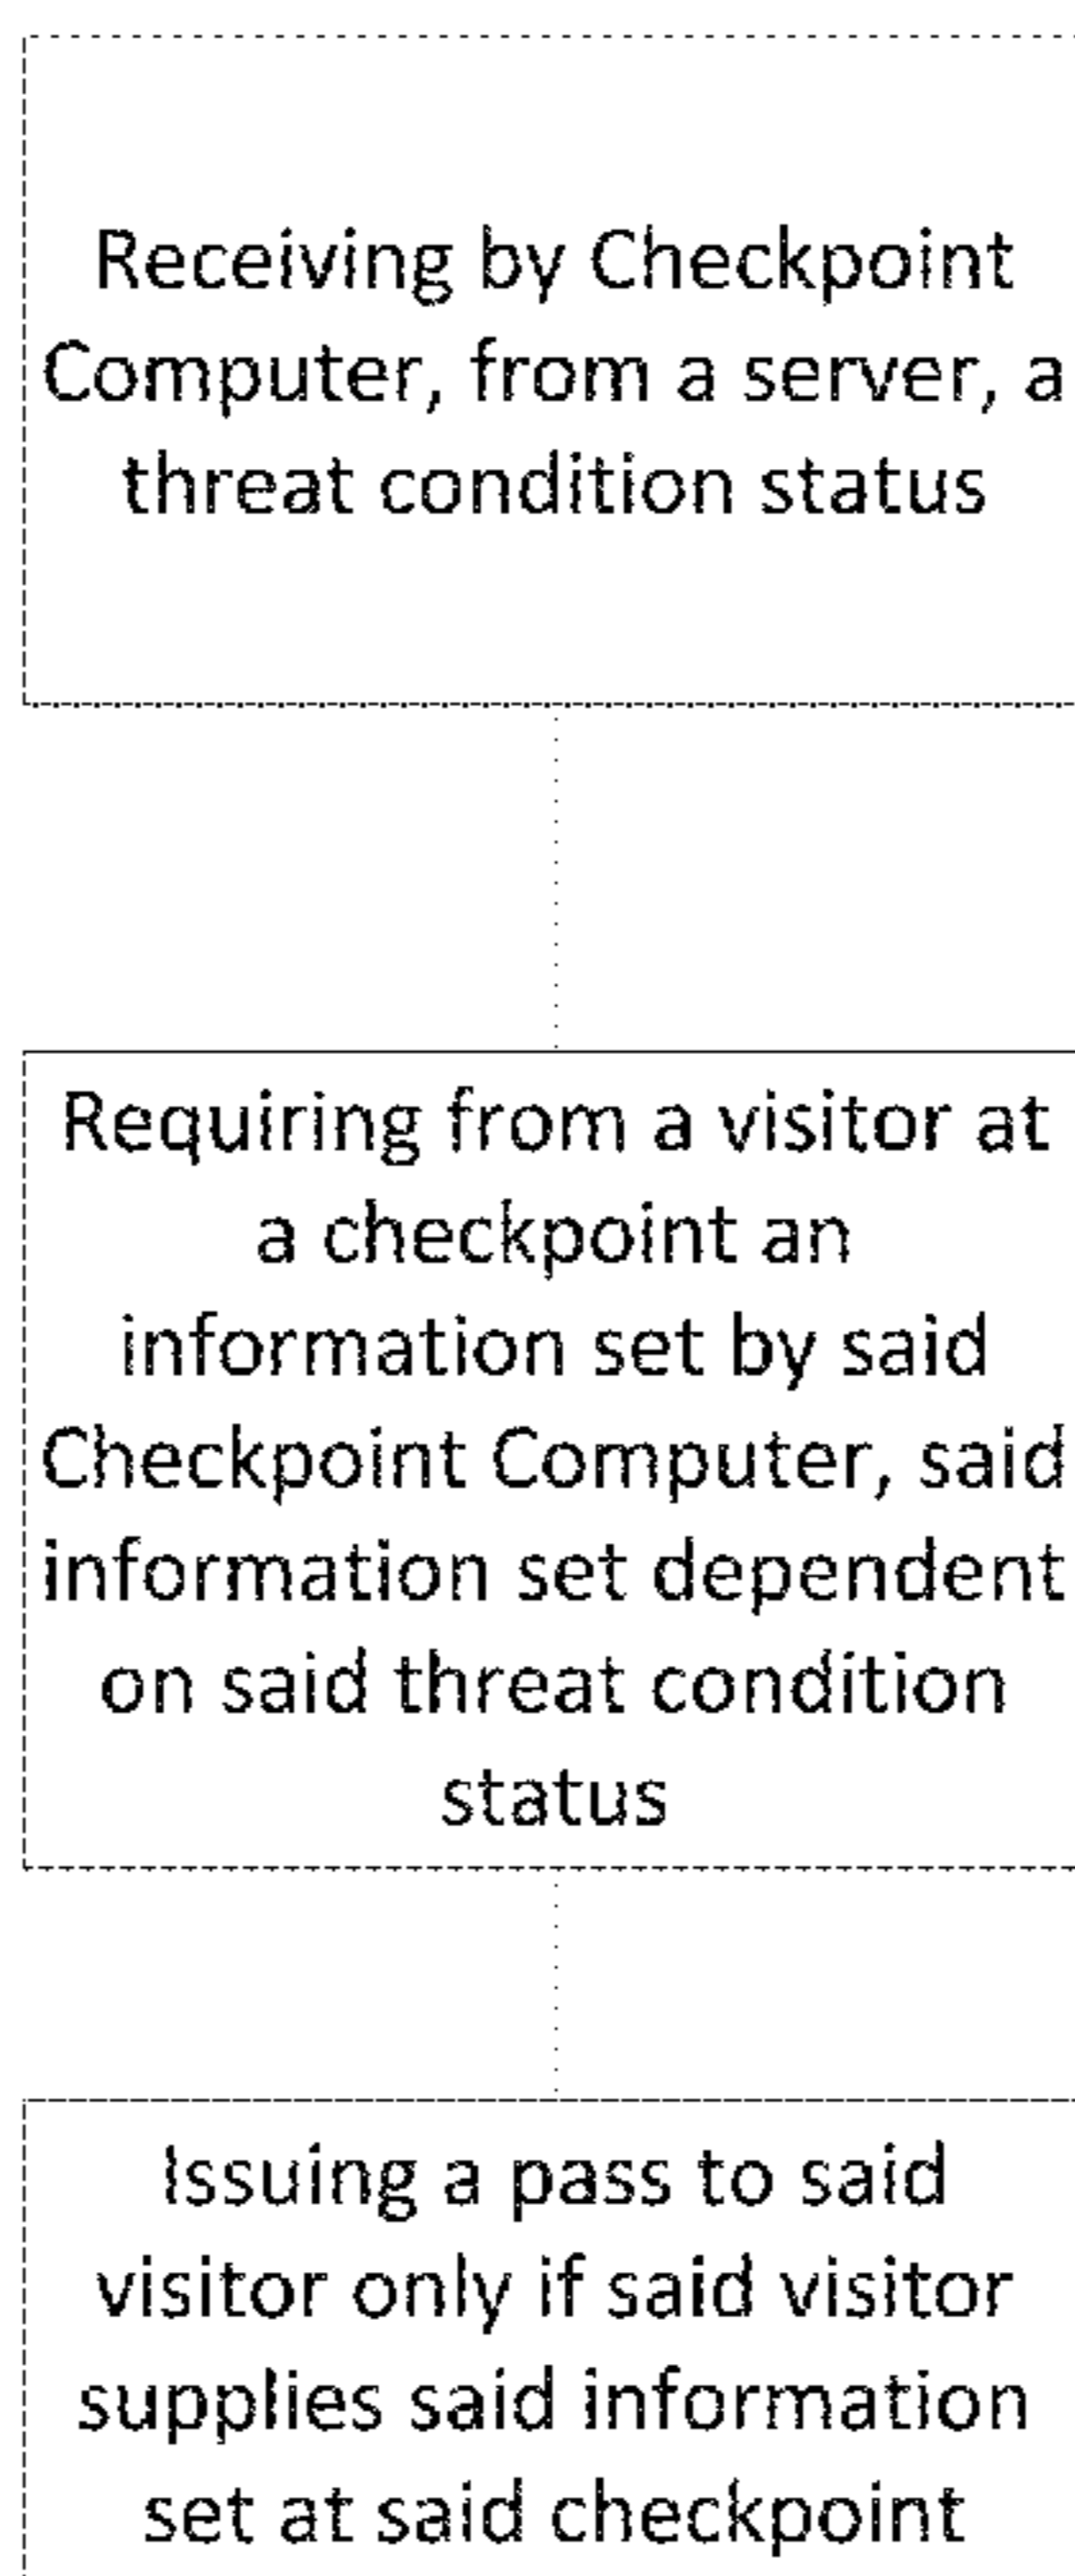 Receiving by Checkpoint
Computer, from a server, a
threat condition status
Requiring from a visitor at
a checkpoint an
information set by said
Checkpoint Computer, said
information set dependent
on said threat condition
status
Issuing a pass to said
visitor only if said visitor
supplies said information
set at said checkpoint